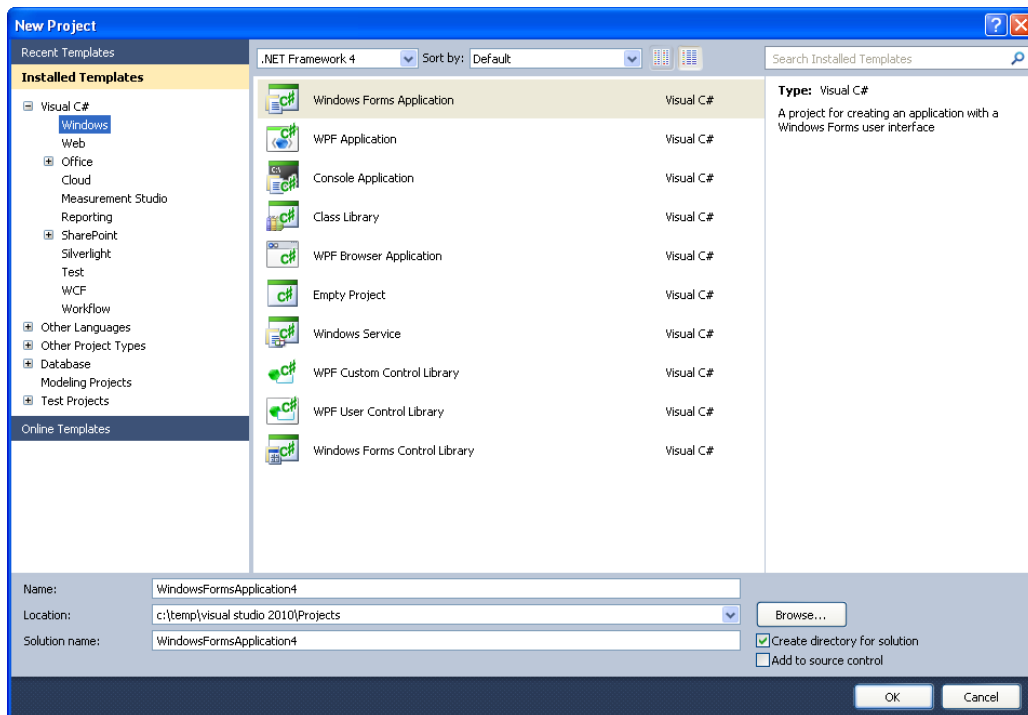 New Project
Recent Templates
Installed Templates
Visual C#
Windows
Web
Office
Cloud
Measurement Studio
Reporting
SharePoint
Silverlight
Test
WCF
Workflow
Other Languages
Other Project Types
Database
Modeling Projects
Test Projects
Online Templates
.NET Framework 4 Sort by: Default
Windows Forms Application Visual C#
WPF Application Visual C#
Console Application Visual C#
Class Library Visual C#
WPF Browser Application Visual C#
Empty Project Visual C#
Windows Service Visual C#
WPF Custom Control Library Visual C#
WPF User Control Library Visual C#
Windows Forms Control Library Visual C#
Search Installed Templates
Type: Visual C#
A project for creating an application with a
Windows Forms user interface
Name: WindowsFormsApplication4
Location: c:\temp\visual studio 2010\Projects Browse...
Solution name: WindowsFormsApplication4 Create directory for solution
Add to source control
OK Cancel